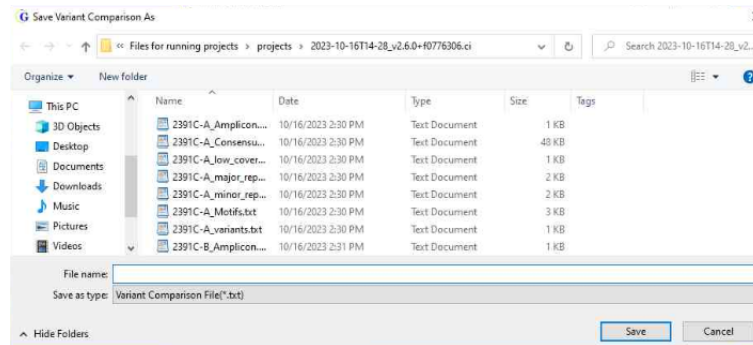 G Save Variant Comparison As
« Files for running projects > projects > 2023-10-16T14-28_v2.6.0+f0776306.ci
Search 2023-10-16T14-28_v2...
Organize
New folder
This PC
3D Objects
Desktop
Documents
Downloads
Music
Pictures
Videos
Name Date Type Size Tags
2391C-A_Amplicon.... 10/16/2023 2:30 PM Text Document 1 KB
2391C-A_Consensu... 10/16/2023 2:30 PM Text Document 48 KB
2391C-A_low_cover... 10/16/2023 2:30 PM Text Document 1 KB
2391C-A_major_rep... 10/16/2023 2:30 PM Text Document 2 KB
2391C-A_minor_rep... 10/16/2023 2:30 PM Text Document 2 KB
2391C-A_Motifs.txt 10/16/2023 2:30 PM Text Document 3 KB
2391C-A_variants.txt 10/16/2023 2:30 PM Text Document 1 KB
2391C-B_Amplicon.... 10/16/2023 2:31 PM Text Document 1 KB
File name:
Save as type: Variant Comparison File(*.txt)
Hide Folders
Save
Cancel